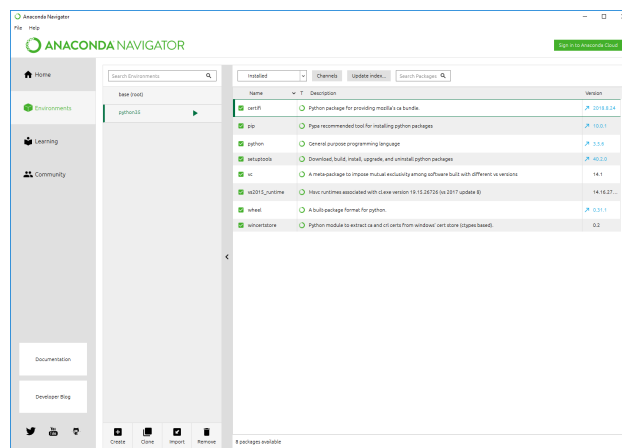 Anaconda Navigator
File Help
ANACONDA NAVIGATOR
Sign in to Anaconda Cloud
Home
Environments
Learning
Community
Documentation
Developer Blog
Search Environments
base (root)
python35
Create Clone Import Remove
Installed Channels Update index... Search Packages
Name T Description Version
certifi Python package for providing mozilla's ca bundle. 2018.8.24
pip Pypa recommended tool for installing python packages 10.0.1
python General purpose programming language 3.5.6
setuptools Download, build, install, upgrade, and uninstall python packages 40.2.0
vc A meta-package to impose mutual exclusivity among software built with different vs versions 14.1
vs2015_runtime Msvc runtimes associated with cl.exe version 19.15.26726 (vs 2017 update 8) 14.16.27...
wheel A built-package format for python. 0.31.1
wincertstore Python module to extract ca and crl certs from windows' cert store (ctypes based). 0.2
8 packages available